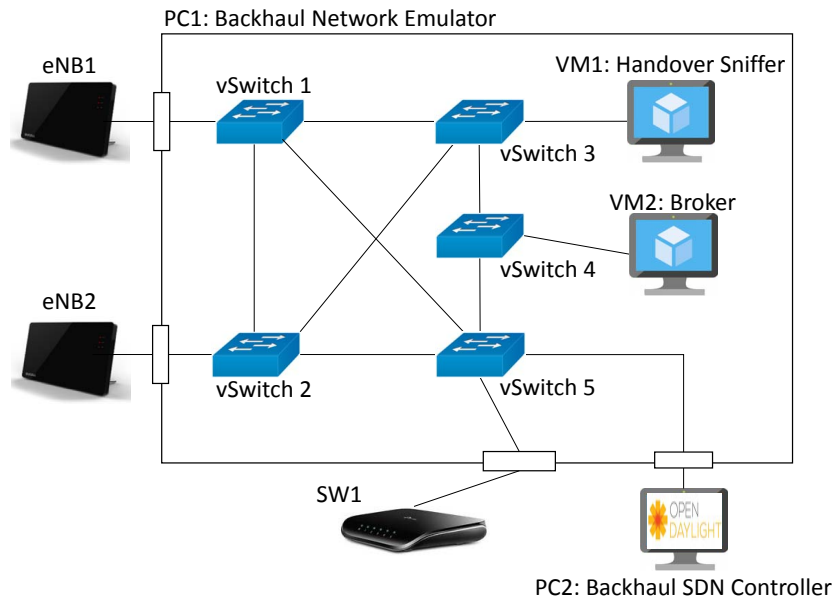 PC1: Backhaul Network Emulator
eNB1
vSwitch 1
VM1: Handover Sniffer
vSwitch 3
VM2: Broker
vSwitch 4
eNB2
vSwitch 2
vSwitch 5
SW1
OPEN
DAYLIGHT
PC2: Backhaul SDN Controller